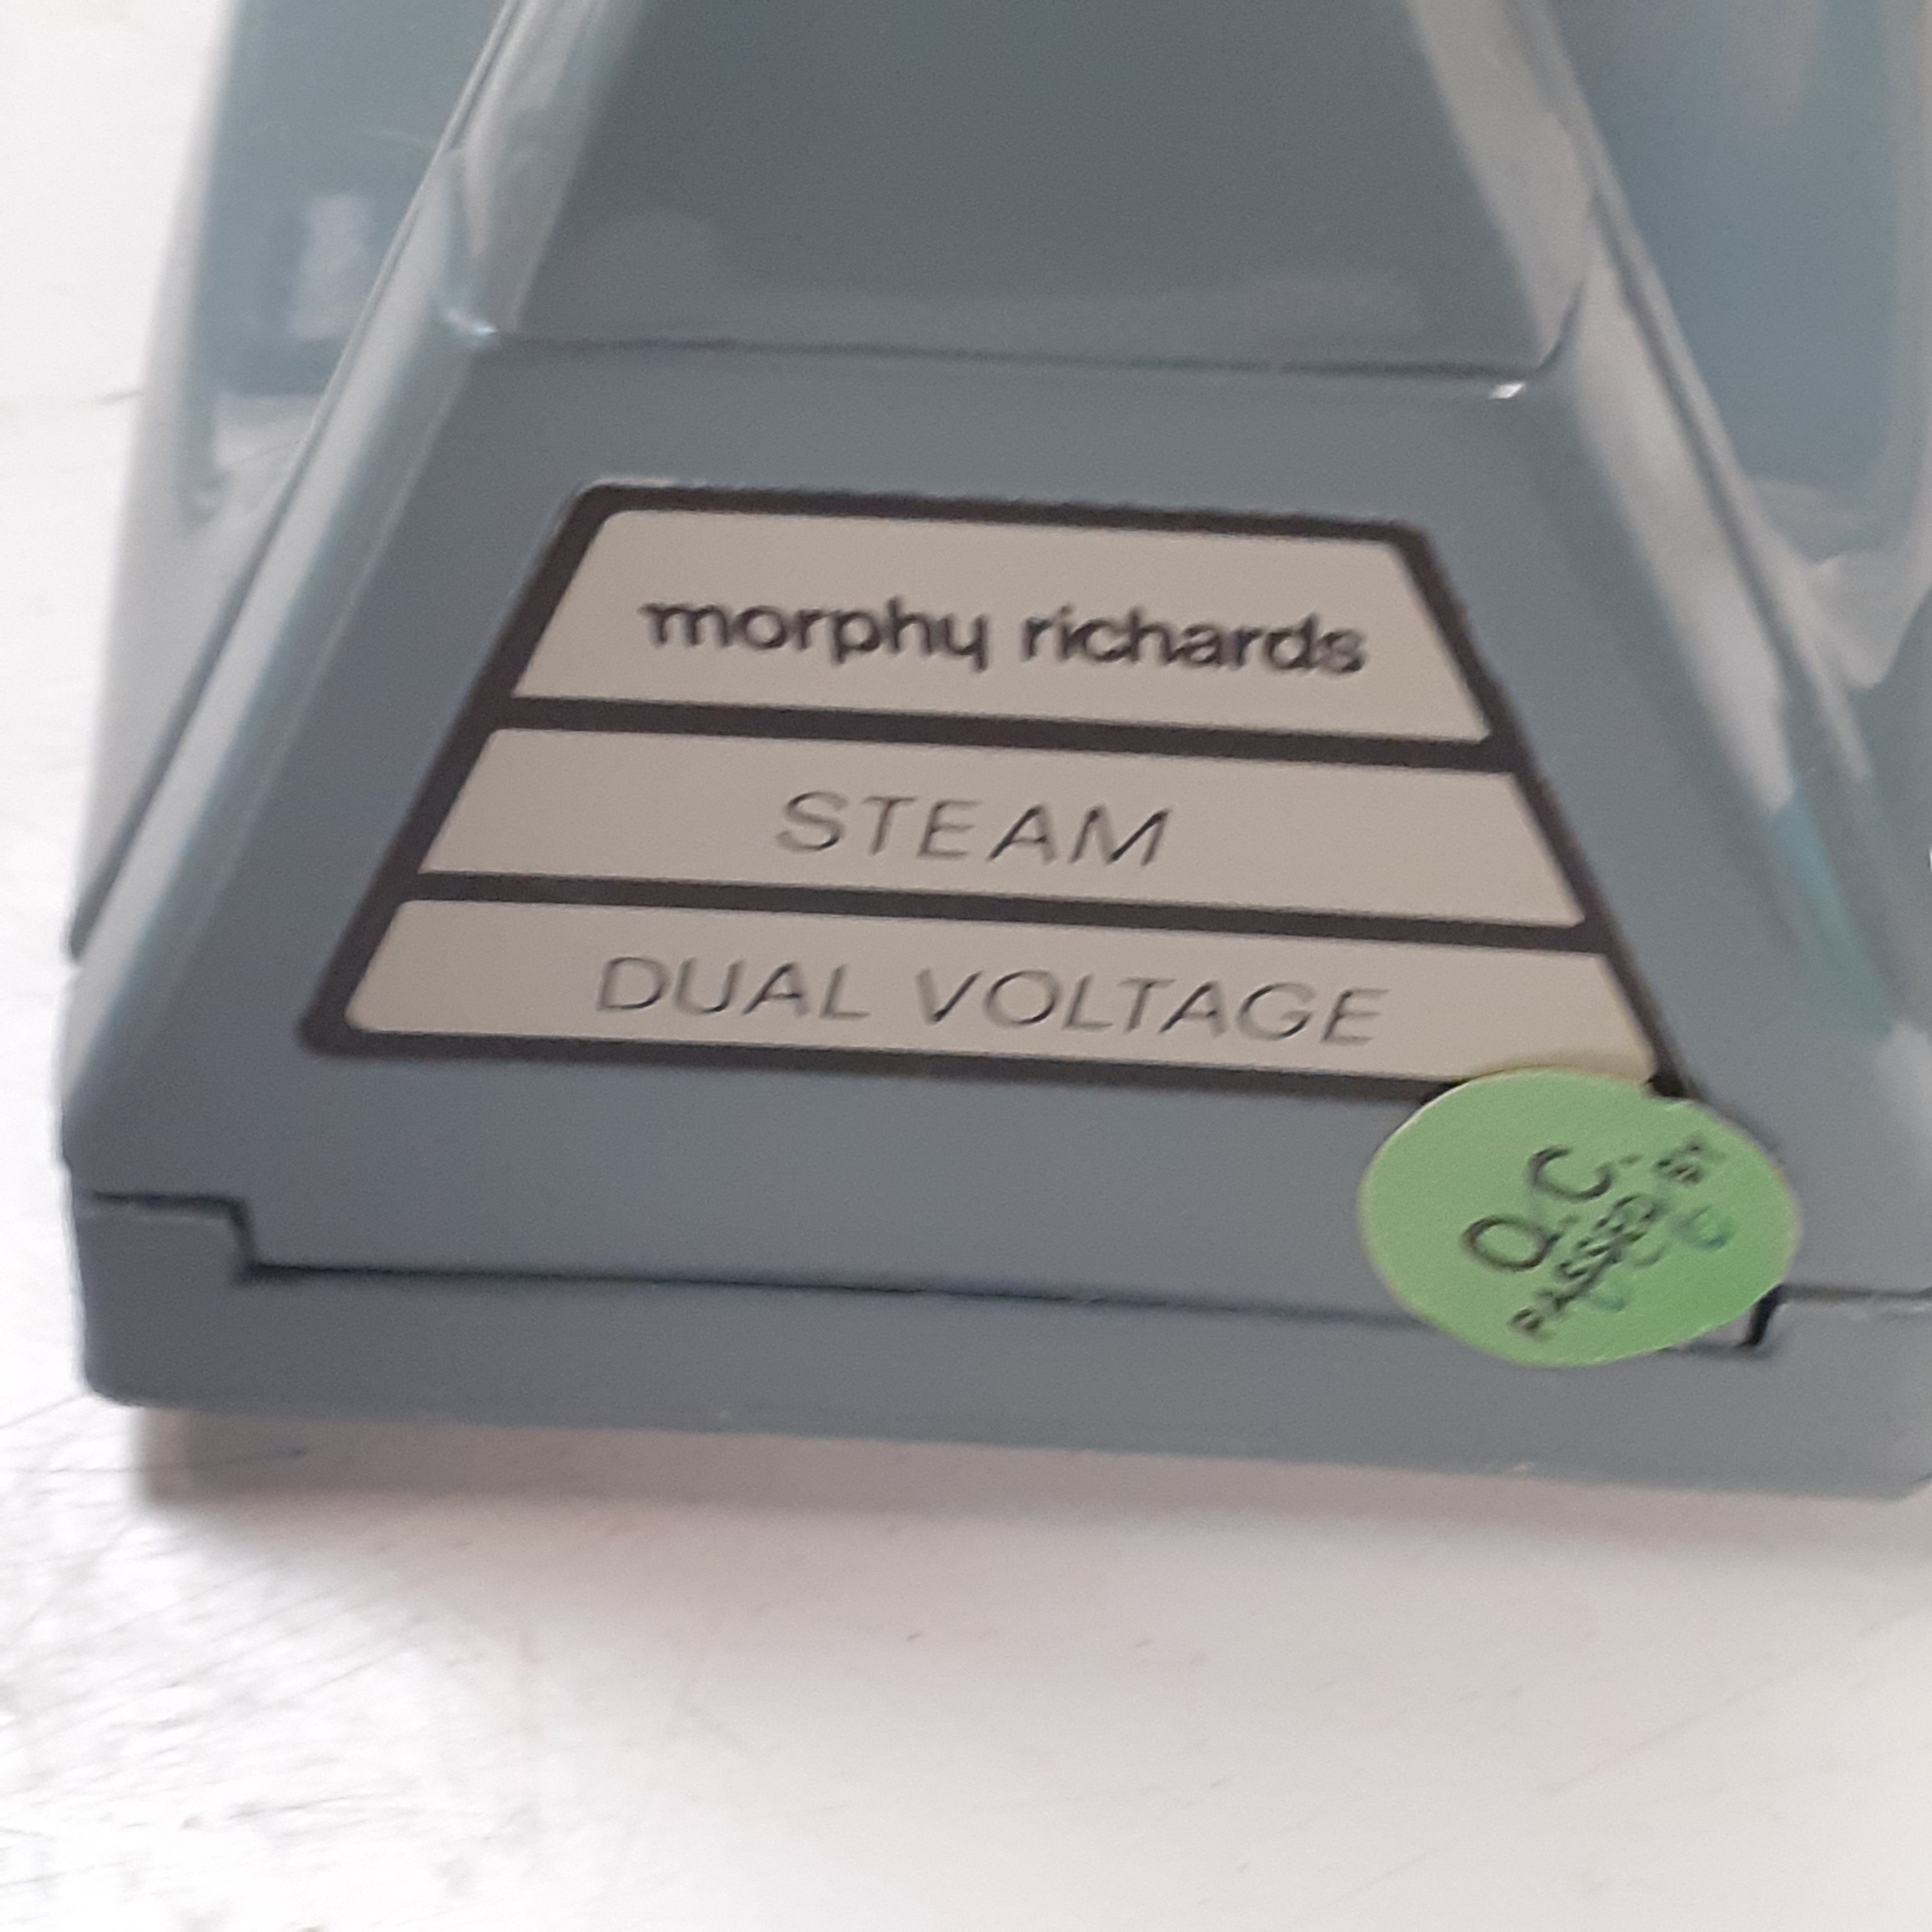 morphy richards
STEAM
DUAL VOLTAGE
Q.C.
PASSED BY